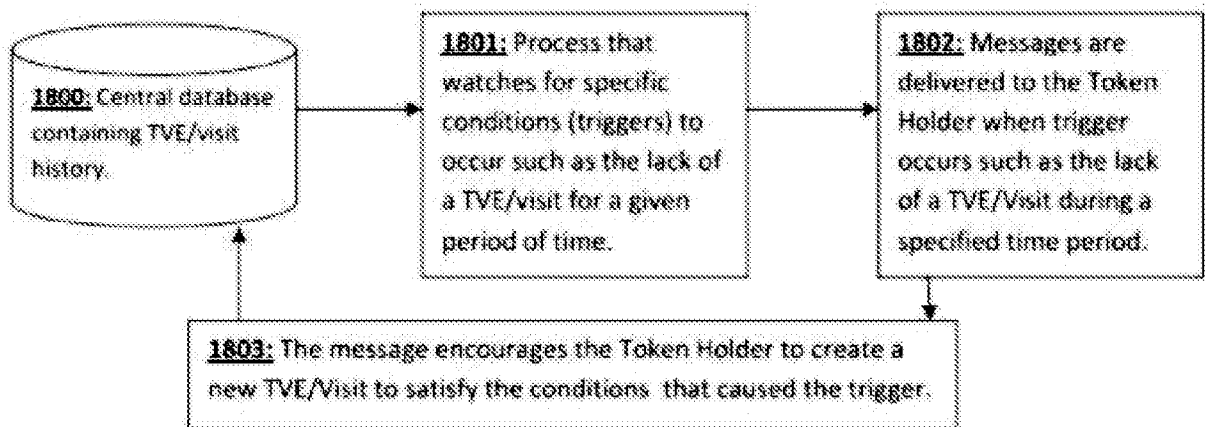 1800: Central database
containing TVE/visit
history.
1801: Process that
watches for specific
conditions (triggers) to
occur such as the lack of
a TVE/visit for a given
period of time.
1802: Messages are
delivered to the Token
Holder when trigger
occurs such as the lack
of a TVE/Visit during a
specified time period.
1803: The message encourages the Token Holder to create a
new TVE/Visit to satisfy the conditions that caused the trigger.